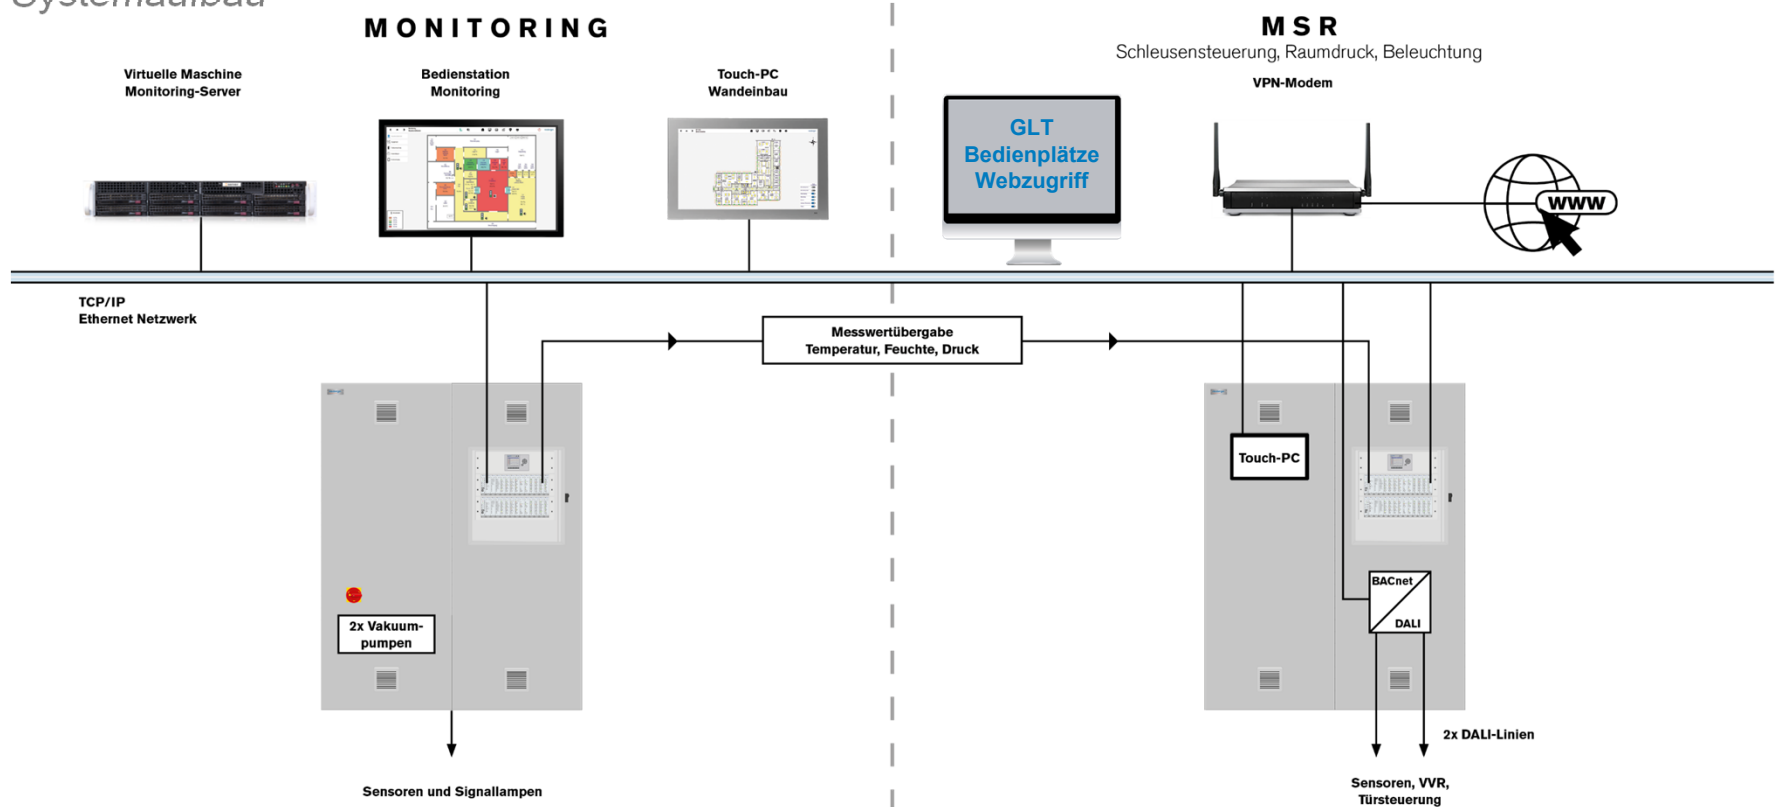 Systemaufbau
MONITORING
MSR
Schleusensteuerung, Raumdruck, Beleuchtung
Virtuelle Maschine
Monitoring-Server
Bedienstation
Monitoring
Touch-PC
Wandeinbau
VPN-Modem
GLT
Bedienplätze
Webzugriff
WWW
TCP/IP
Ethernet Netzwerk
Messwertübergabe
Temperatur, Feuchte, Druck
Touch-PC
BACnet
DALI
2x Vakuum-
pumpen
2x DALI-Linien
Sensoren und Signallampen
Sensoren, VVR,
Türsteuerung